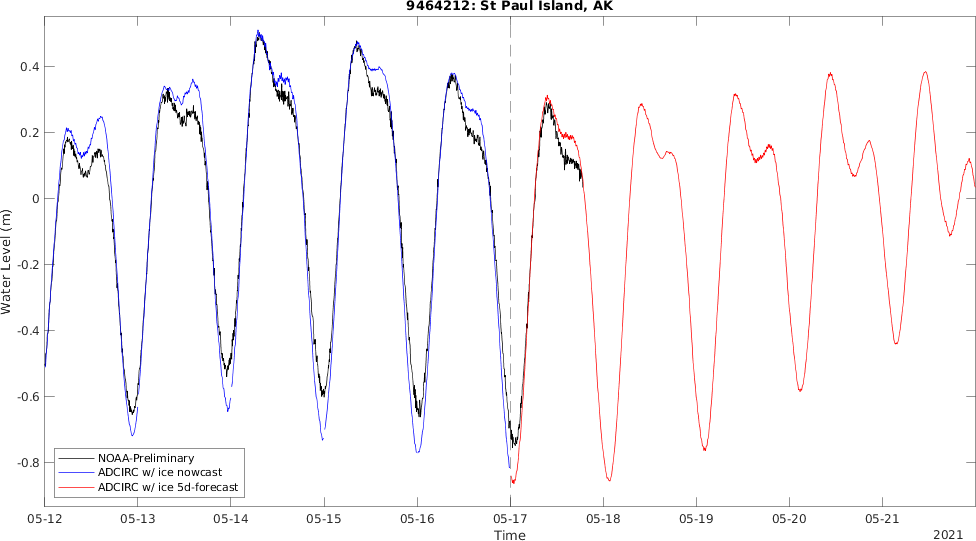 9464212: St Paul Island, AK
Water Level (m)
0.4
0.2
0
-0.2
-0.4
-0.6
-0.8
NOAA-Preliminary
ADCIRC w/ ice nowcast
ADCIRC w/ ice 5d-forecast
05-12 05-13 05-14 05-15 05-16 05-17 05-18 05-19 05-20 05-21
Time
2021